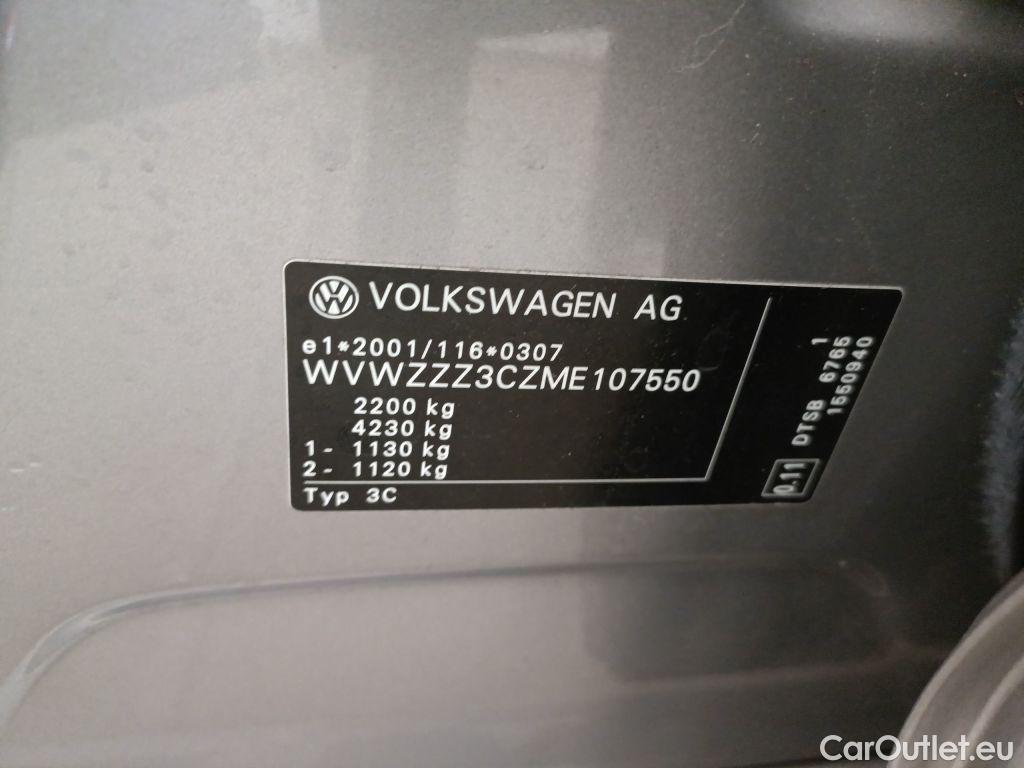 VOLKSWAGEN AG
e1*2001/116*0307
WVWZZZ3CZME107550
2200 kg
4230 kg
1- 1130 kg
2- 1120 kg
Typ 3C
1
DTSB 6765
1550940
0.11
CarOutlet.eu